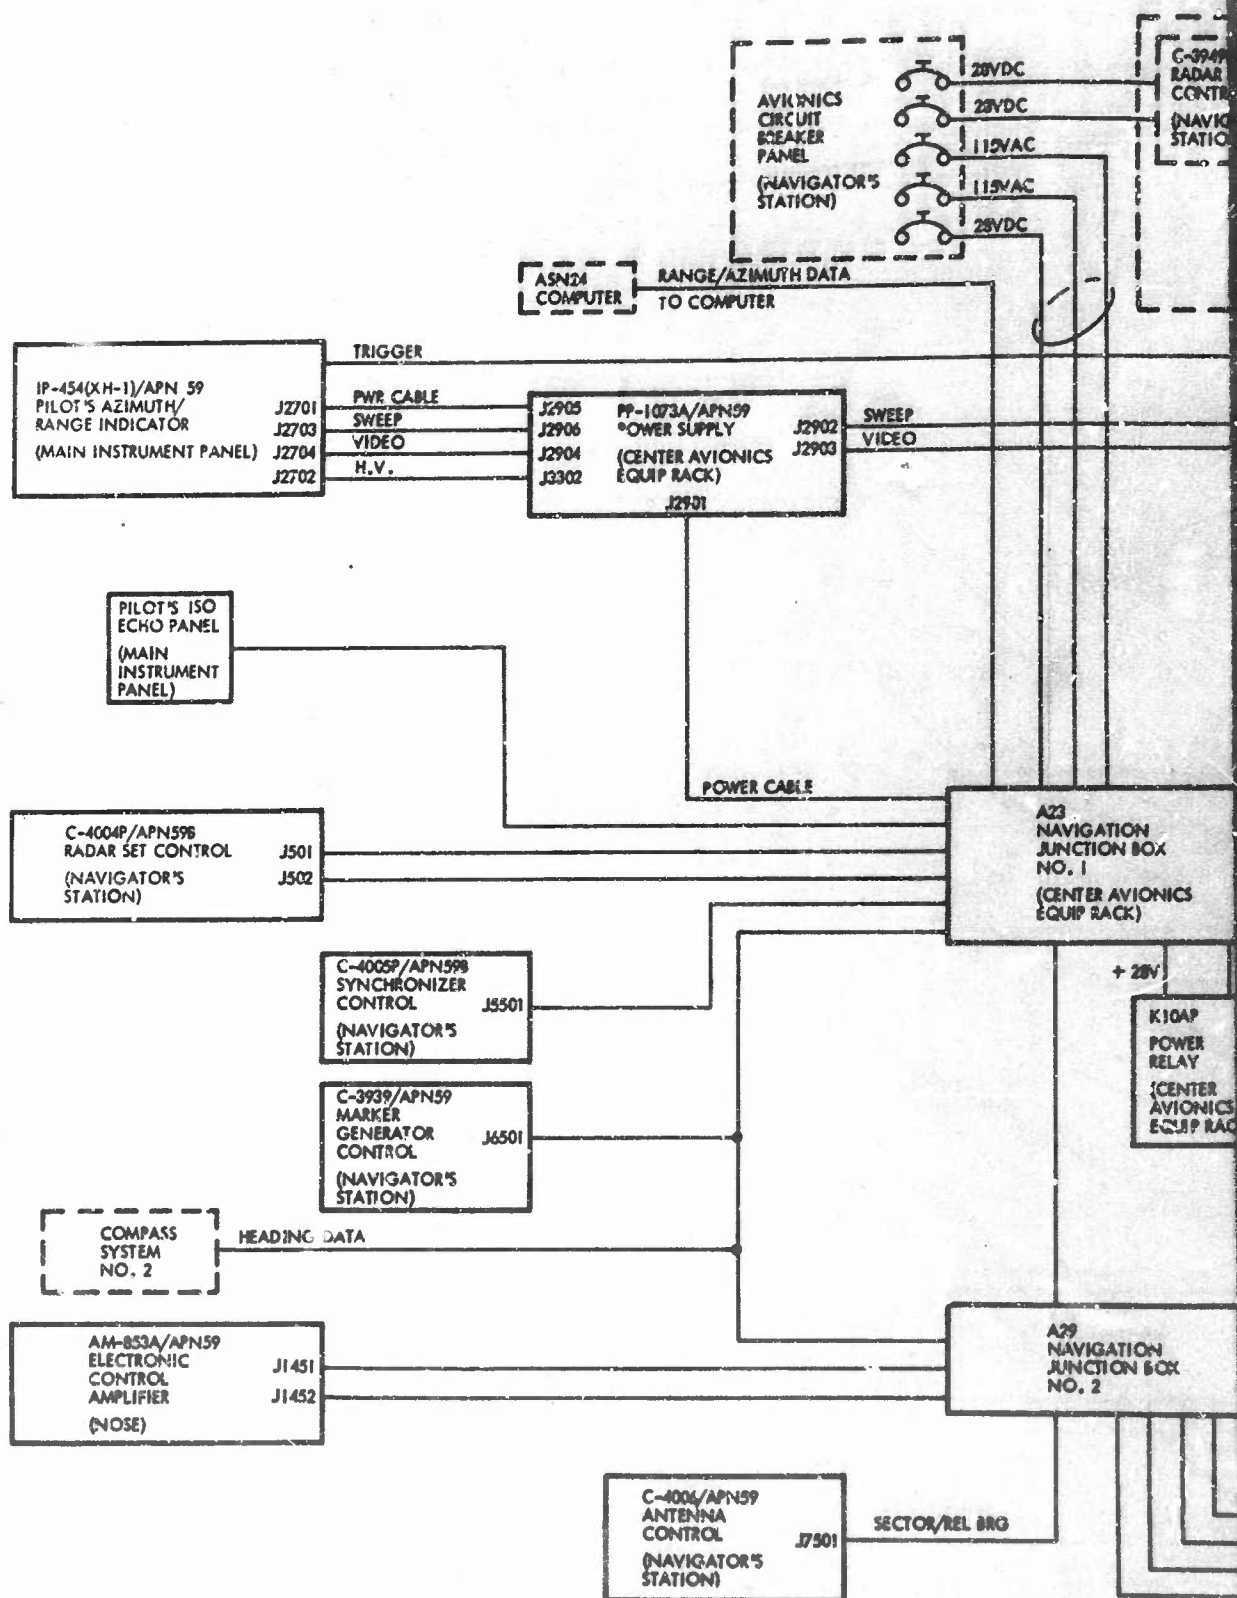 AVIONICS
CIRCUIT
BREAKER
PANEL
(NAVIGATOR'S
STATION)
28VDC
28VDC
115VAC
115VAC
28VDC
C-3949
RADAR
CONTR
(NAVIG
STATIO
ASN24
COMPUTER
RANGE/AZIMUTH DATA
TO COMPUTER
TRIGGER
IP-454(XH-1)/APN 59
PILOT'S AZIMUTH/
RANGE INDICATOR
(MAIN INSTRUMENT PANEL)
J2701
J2703
J2704
J2702
PWR CABLE
SWEEP
VIDEO
H.V.
J2905
J2906
J2904
J3302
PP-1073A/APN59
POWER SUPPLY
(CENTER AVIONICS
EQUIP RACK)
J2902
J2903
J2901
SWEEP
VIDEO
PILOT'S ISO
ECHO PANEL
(MAIN
INSTRUMENT
PANEL)
POWER CABLE
C-4004P/APN59B
RADAR SET CONTROL
(NAVIGATOR'S
STATION)
J501
J502
A23
NAVIGATION
JUNCTION BOX
NO. 1
(CENTER AVIONICS
EQUIP RACK)
C-4005P/APN59B
SYNCHRONIZER
CONTROL
(NAVIGATOR'S
STATION)
J5501
+ 28V
K10AP
POWER
RELAY
(CENTER
AVIONICS
EQUIP RAC
C-3939/APN59
MARKER
GENERATOR
CONTROL
(NAVIGATOR'S
STATION)
J6501
COMPASS
SYSTEM
NO. 2
HEADING DATA
AM-853A/APN59
ELECTRONIC
CONTROL
AMPLIFIER
(NOSE)
J1451
J1452
A29
NAVIGATION
JUNCTION BOX
NO. 2
C-4006/APN59
ANTENNA
CONTROL
(NAVIGATOR'S
STATION)
J7501
SECTOR/REL BRG